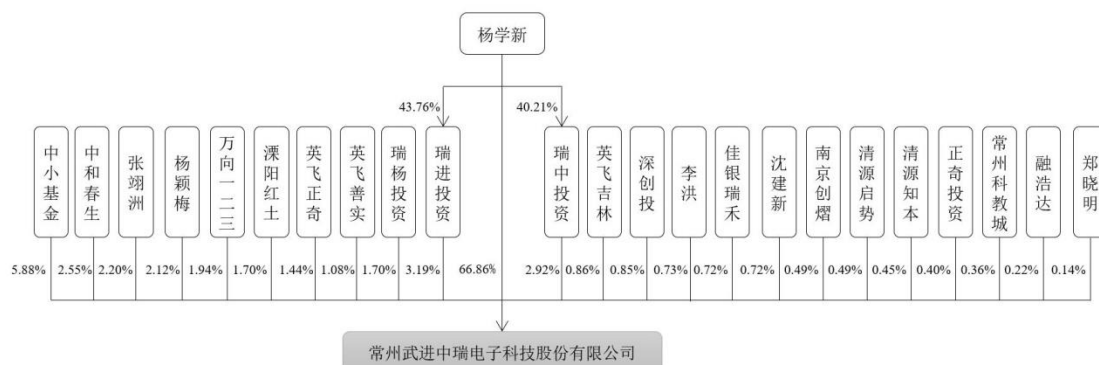 杨学新
43.76%
40.21%
中小基金
中和春生
张翊洲
杨颖梅
万向一二三
溧阳红土
英飞正奇
英飞善实
瑞杨投资
瑞进投资
瑞中投资
英飞吉林
深创投
李洪
佳银瑞禾
沈建新
南京创熠
清源启势
清源知本
正奇投资
常州科教城
融浩达
郑晓明
5.88%
2.55%
2.20%
2.12%
1.94%
1.70%
1.44%
1.08%
1.70%
3.19%
66.86%
2.92%
0.86%
0.85%
0.73%
0.72%
0.72%
0.49%
0.49%
0.45%
0.40%
0.36%
0.22%
0.14%
常州武进中瑞电子科技股份有限公司